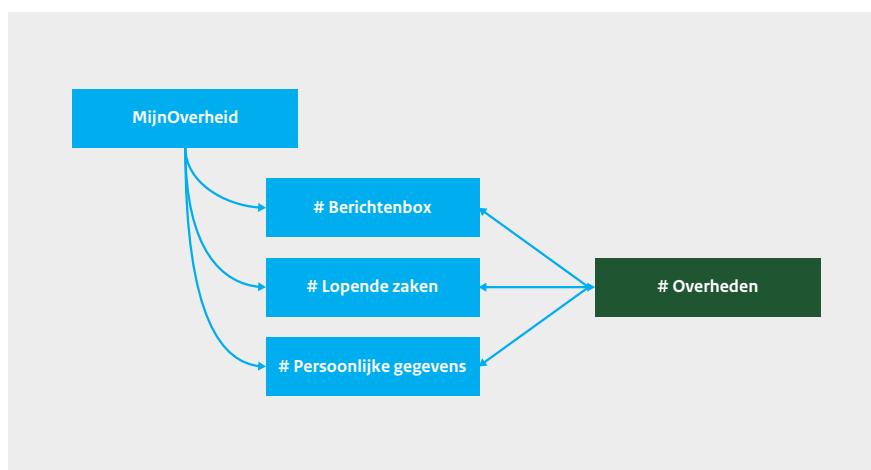 MijnOverheid
# Berichtenbox
# Lopende zaken
# Overheden
# Persoonlijke gegevens